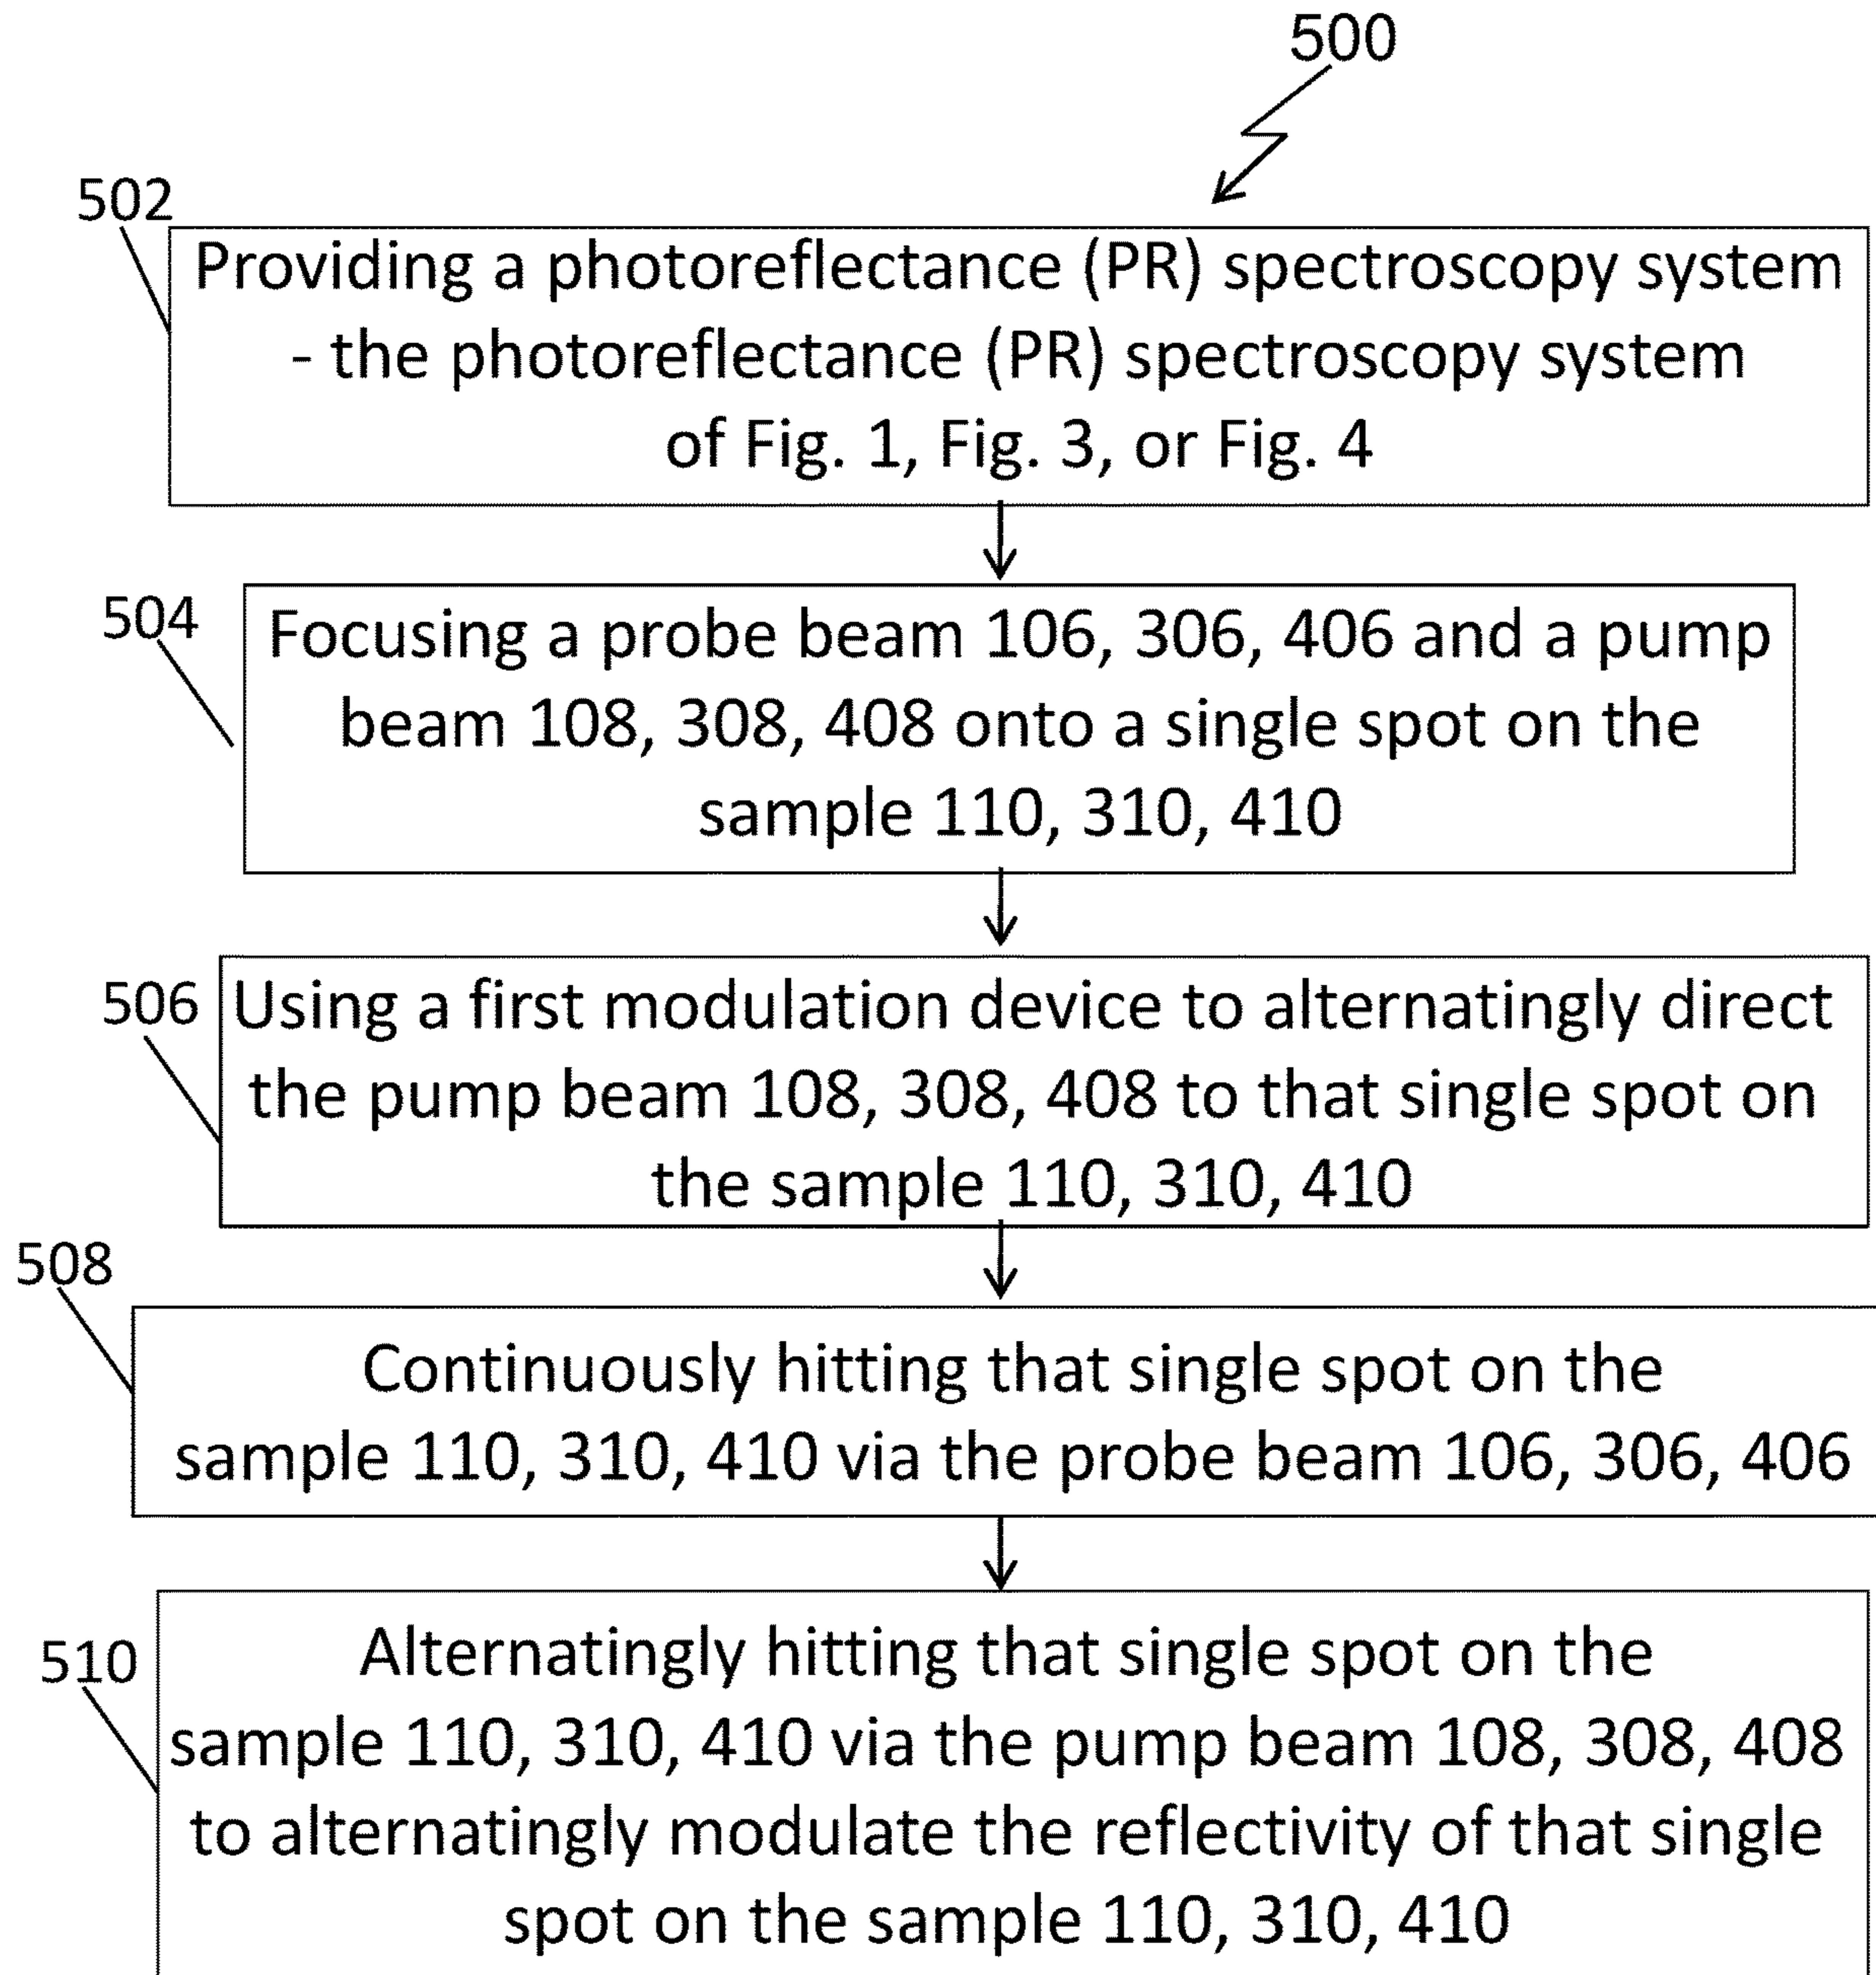 500
502
Providing a photoreflectance (PR) spectroscopy system
- the photoreflectance (PR) spectroscopy system
of Fig. 1, Fig. 3, or Fig. 4
504
Focusing a probe beam 106, 306, 406 and a pump
beam 108, 308, 408 onto a single spot on the
sample 110, 310, 410
506
Using a first modulation device to alternatingly direct
the pump beam 108, 308, 408 to that single spot on
the sample 110, 310, 410
508
Continuously hitting that single spot on the
sample 110, 310, 410 via the probe beam 106, 306, 406
510
Alternatingly hitting that single spot on the
sample 110, 310, 410 via the pump beam 108, 308, 408
to alternatingly modulate the reflectivity of that single
spot on the sample 110, 310, 410